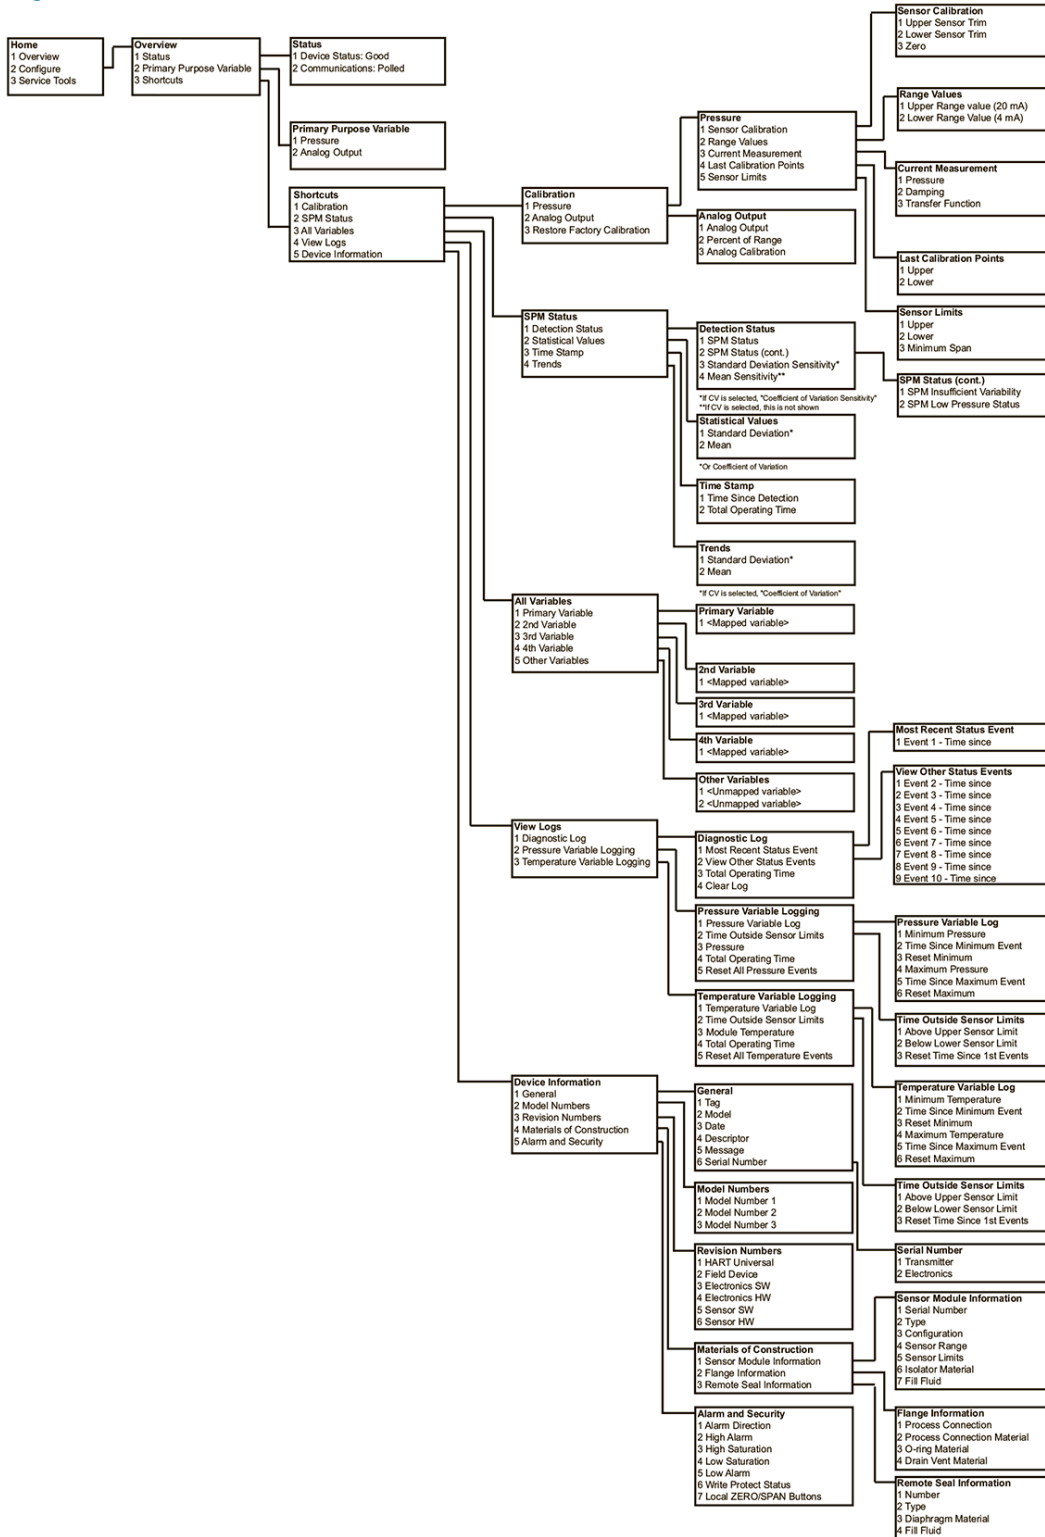 Home
1 Overview
2 Configure
3 Service Tools
Overview
1 Status
2 Primary Purpose Variable
3 Shortcuts
Status
1 Device Status: Good
2 Communications: Polled
Primary Purpose Variable
1 Pressure
2 Analog Output
Shortcuts
1 Calibration
2 SPM Status
3 All Variables
4 View Logs
5 Device Information
Calibration
1 Pressure
2 Analog Output
3 Restore Factory Calibration
Pressure
1 Sensor Calibration
2 Range Values
3 Current Measurement
4 Last Calibration Points
5 Sensor Limits
Analog Output
1 Analog Output
2 Percent of Range
3 Analog Calibration
Sensor Calibration
1 Upper Sensor Trim
2 Lower Sensor Trim
3 Zero
Range Values
1 Upper Range value (20 mA)
2 Lower Range Value (4 mA)
Current Measurement
1 Pressure
2 Damping
3 Transfer Function
Last Calibration Points
1 Upper
2 Lower
Sensor Limits
1 Upper
2 Lower
3 Minimum Span
SPM Status
1 Detection Status
2 Statistical Values
3 Time Stamp
4 Trends
Detection Status
1 SPM Status
2 SPM Status (cont.)
3 Standard Deviation Sensitivity*
4 Mean Sensitivity**
*If CV is selected, "Coefficient of Variation Sensitivity"
**If CV is selected, this is not shown
SPM Status (cont.)
1 SPM Insufficient Variability
2 SPM Low Pressure Status
Statistical Values
1 Standard Deviation*
2 Mean
*Or Coefficient of Variation
Time Stamp
1 Time Since Detection
2 Total Operating Time
Trends
1 Standard Deviation*
2 Mean
*If CV is selected, "Coefficient of Variation"
All Variables
1 Primary Variable
2 2nd Variable
3 3rd Variable
4 4th Variable
5 Other Variables
Primary Variable
1 <Mapped variable>
2nd Variable
1 <Mapped variable>
3rd Variable
1 <Mapped variable>
4th Variable
1 <Mapped variable>
Other Variables
1 <Unmapped variable>
2 <Unmapped variable>
View Logs
1 Diagnostic Log
2 Pressure Variable Logging
3 Temperature Variable Logging
Diagnostic Log
1 Most Recent Status Event
2 View Other Status Events
3 Total Operating Time
4 Clear Log
Most Recent Status Event
1 Event 1 - Time since
View Other Status Events
1 Event 2 - Time since
2 Event 3 - Time since
3 Event 4 - Time since
4 Event 5 - Time since
5 Event 6 - Time since
6 Event 7 - Time since
7 Event 8 - Time since
8 Event 9 - Time since
9 Event 10 - Time since
Pressure Variable Logging
1 Pressure Variable Log
2 Time Outside Sensor Limits
3 Pressure
4 Total Operating Time
5 Reset All Pressure Events
Pressure Variable Log
1 Minimum Pressure
2 Time Since Minimum Event
3 Reset Minimum
4 Maximum Pressure
5 Time Since Maximum Event
6 Reset Maximum
Time Outside Sensor Limits
1 Above Upper Sensor Limit
2 Below Lower Sensor Limit
3 Reset Time Since 1st Events
Temperature Variable Logging
1 Temperature Variable Log
2 Time Outside Sensor Limits
3 Module Temperature
4 Total Operating Time
5 Reset All Temperature Events
Temperature Variable Log
1 Minimum Temperature
2 Time Since Minimum Event
3 Reset Minimum
4 Maximum Temperature
5 Time Since Maximum Event
6 Reset Maximum
Time Outside Sensor Limits
1 Above Upper Sensor Limit
2 Below Lower Sensor Limit
3 Reset Time Since 1st Events
Device Information
1 General
2 Model Numbers
3 Revision Numbers
4 Materials of Construction
5 Alarm and Security
General
1 Tag
2 Model
3 Date
4 Descriptor
5 Message
6 Serial Number
Serial Number
1 Transmitter
2 Electronics
Model Numbers
1 Model Number 1
2 Model Number 2
3 Model Number 3
Revision Numbers
1 HART Universal
2 Field Device
3 Electronics SW
4 Electronics HW
5 Sensor SW
6 Sensor HW
Materials of Construction
1 Sensor Module Information
2 Flange Information
3 Remote Seal Information
Sensor Module Information
1 Serial Number
2 Type
3 Configuration
4 Sensor Range
5 Sensor Limits
6 Isolator Material
7 Fill Fluid
Flange Information
1 Process Connection
2 Process Connection Material
3 O-ring Material
4 Drain Vent Material
Remote Seal Information
1 Number
2 Type
3 Diaphragm Material
4 Fill Fluid
Alarm and Security
1 Alarm Direction
2 High Alarm
3 High Saturation
4 Low Saturation
5 Low Alarm
6 Write Protect Status
7 Local ZERO/SPAN Buttons